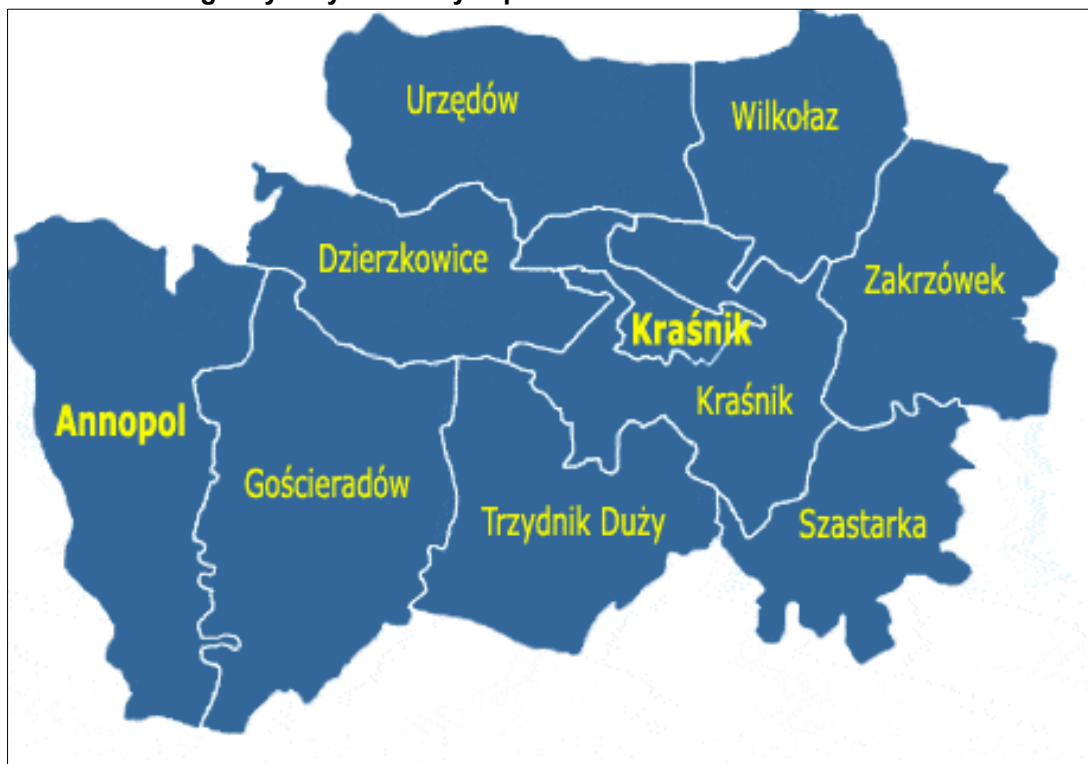 Urzędów
Wilkołaz
Dzierzkowice
Zakrzówek
Kraśnik
Kraśnik
Annopol
Gościeradów
Trzydnik Duży
Szastarka